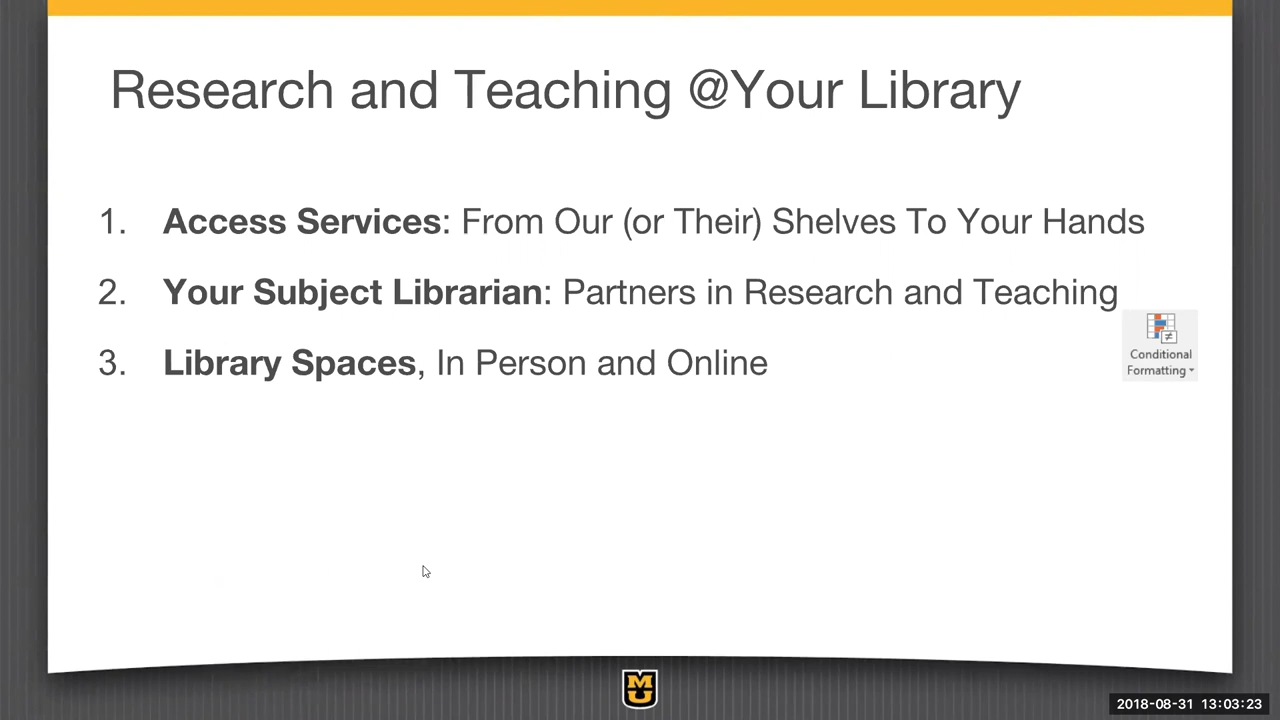 Research and Teaching @Your Library
1. Access Services: From Our (or Their) Shelves To Your Hands
2. Your Subject Librarian: Partners in Research and Teaching
3. Library Spaces, In Person and Online
Conditional
Formatting
MU
2018-08-31 13:03:23